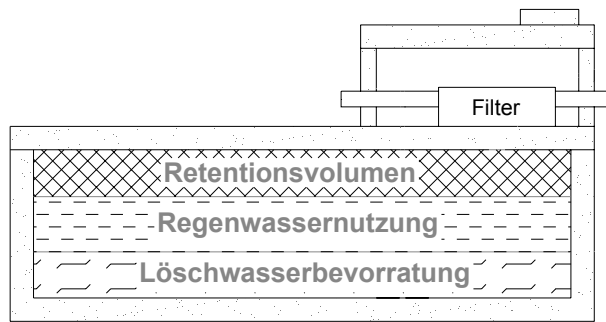 Filter
Retentionsvolumen
Regenwassernutzung
Löschwasserbevorratung